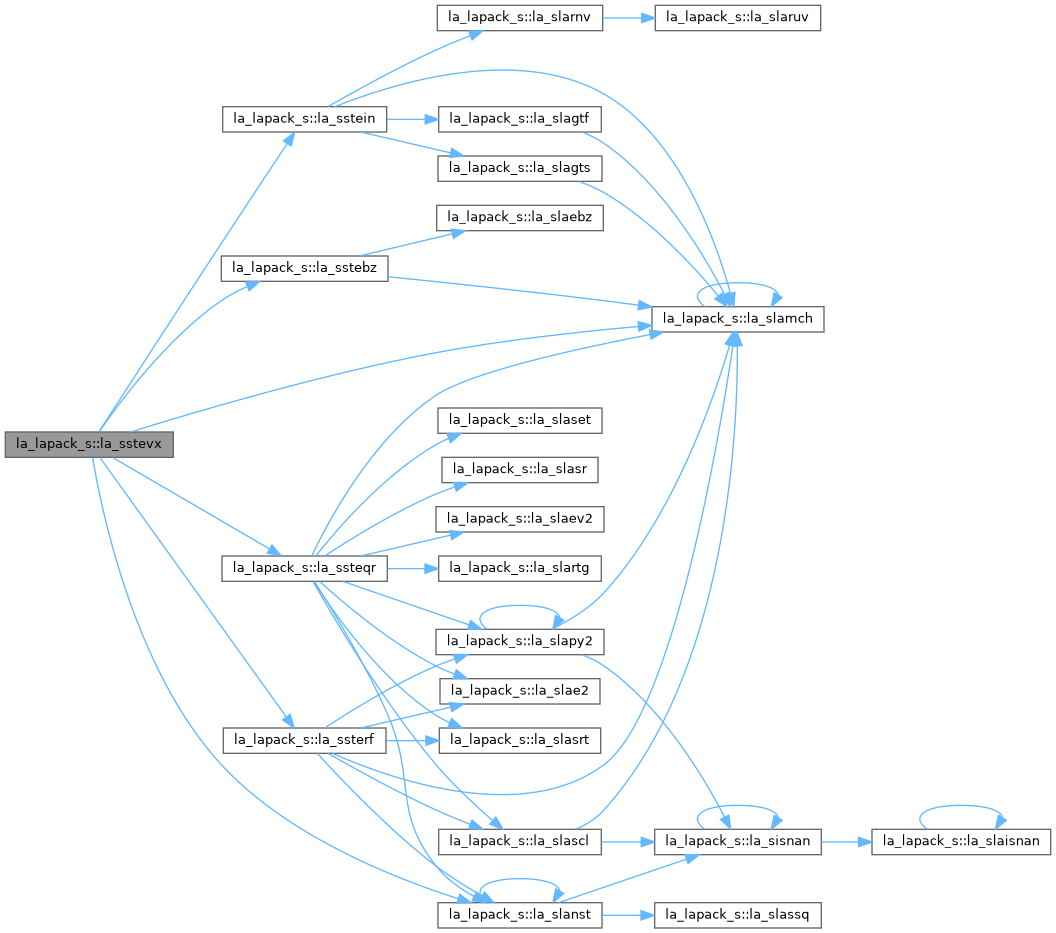 la_lapack_s::la_slarnv
la_lapack_s::la_slaruv
la_lapack_s::la_sstein
la_lapack_s::la_slagtf
la_lapack_s::la_slagts
la_lapack_s::la_slaebz
la_lapack_s::la_sstebz
la_lapack_s::la_slamch
la_lapack_s::la_slaset
la_lapack_s::la_sstevx
la_lapack_s::la_slasr
la_lapack_s::la_slaev2
la_lapack_s::la_ssteqr
la_lapack_s::la_slartg
la_lapack_s::la_slapy2
la_lapack_s::la_slae2
la_lapack_s::la_ssterf
la_lapack_s::la_slasrt
la_lapack_s::la_slascl
la_lapack_s::la_sisnan
la_lapack_s::la_slaisnan
la_lapack_s::la_slanst
la_lapack_s::la_slassq